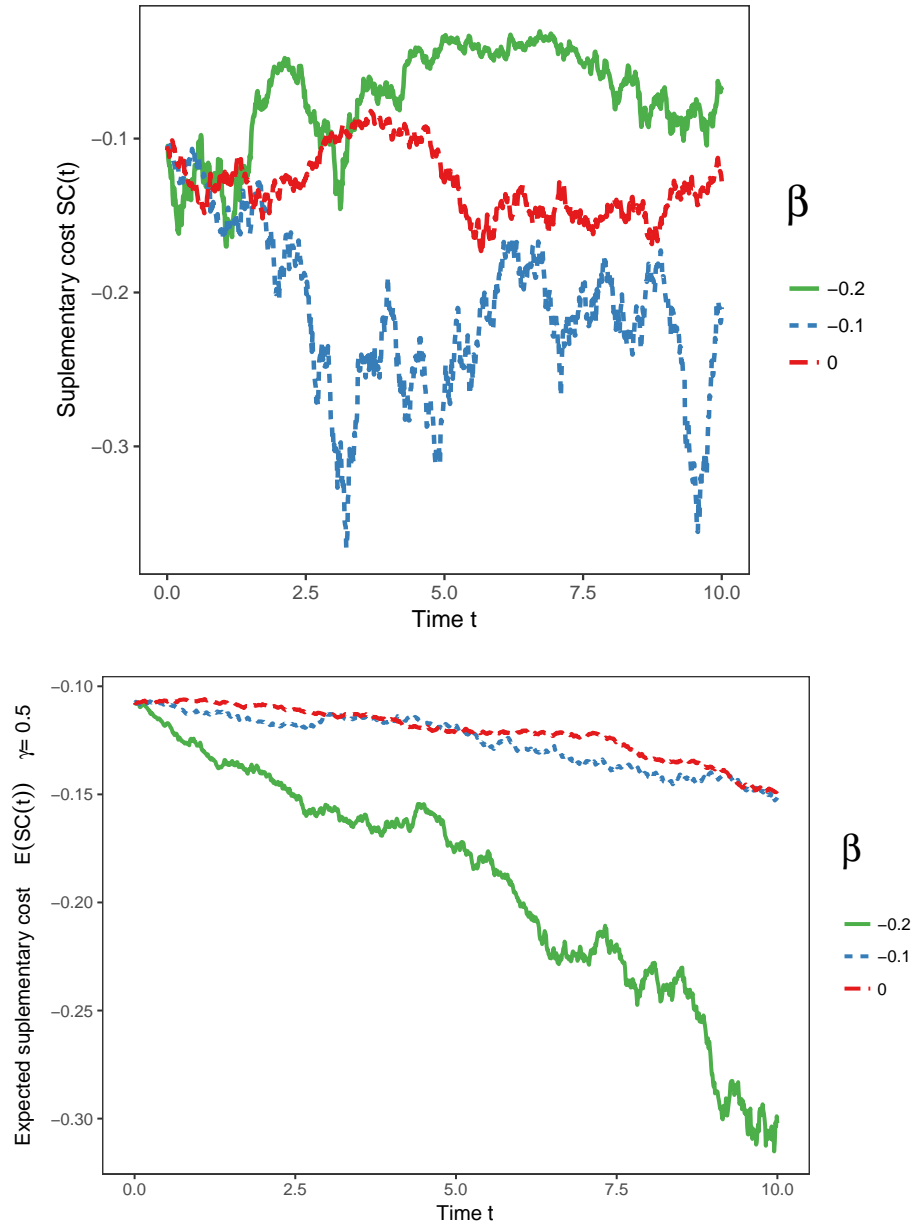 Suplementary cost SC(t)
−0.1
−0.2
−0.3
0.0 2.5 5.0 7.5 10.0
Time t
β
−0.2
−0.1
0
Expected suplementary cost E(SC(t)) γ= 0.5
−0.10
−0.15
−0.20
−0.25
−0.30
0.0 2.5 5.0 7.5 10.0
Time t
β
−0.2
−0.1
0